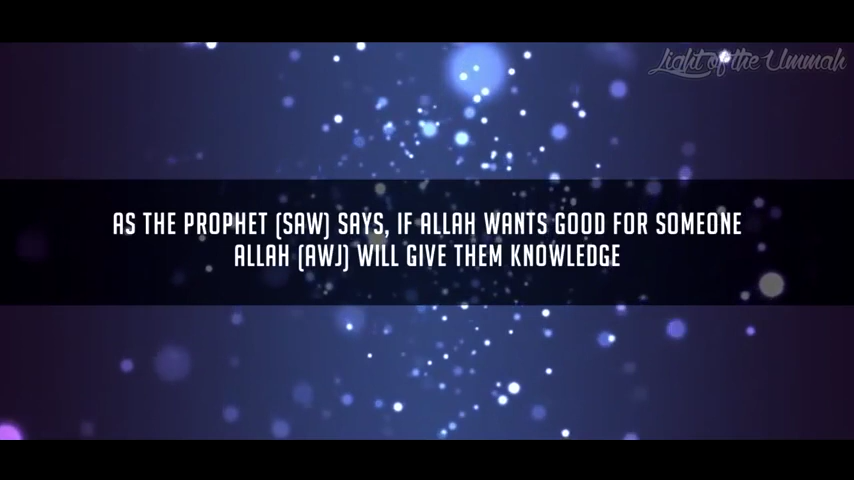 Light of the Ummah
AS THE PROPHET (SAW) SAYS, IF ALLAH WANTS GOOD FOR SOMEONE
ALLAH (AWJ) WILL GIVE THEM KNOWLEDGE